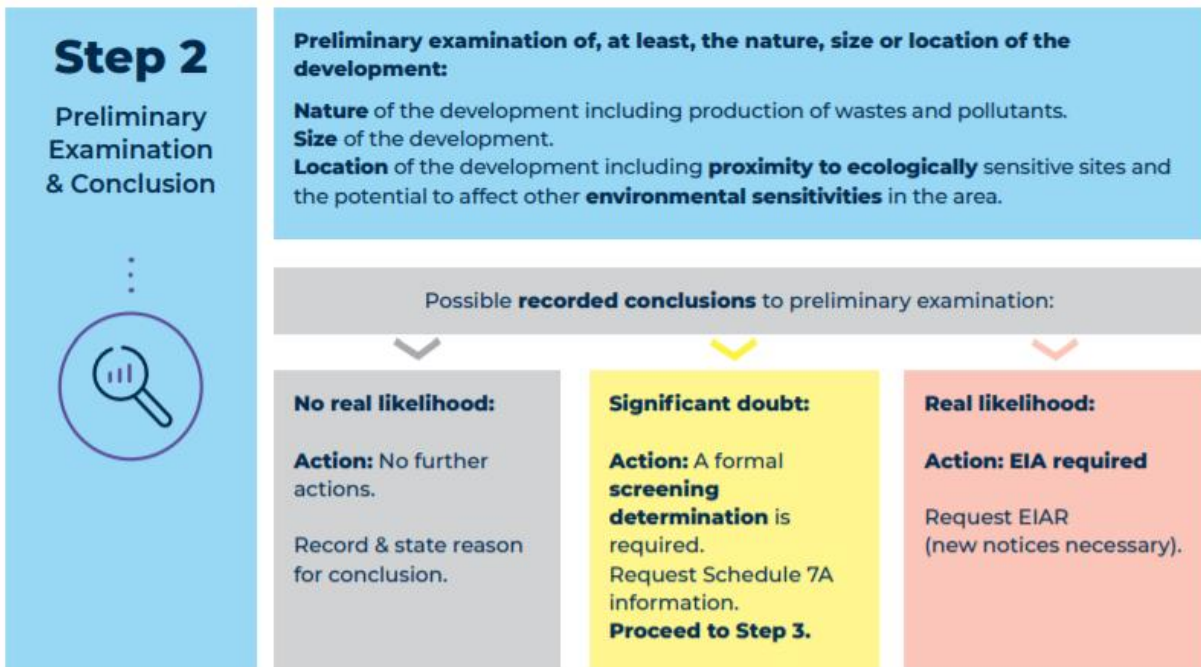 Step 2
Preliminary
Examination
& Conclusion
Preliminary examination of, at least, the nature, size or location of the
development:
Nature of the development including production of wastes and pollutants.
Size of the development.
Location of the development including proximity to ecologically sensitive sites and
the potential to affect other environmental sensitivities in the area.
Possible recorded conclusions to preliminary examination:
No real likelihood:
Action: No further
actions.
Record & state reason
for conclusion.
Significant doubt:
Action: A formal
screening
determination is
required.
Request Schedule 7A
information.
Proceed to Step 3.
Real likelihood:
Action: EIA required
Request EIAR
(new notices necessary).